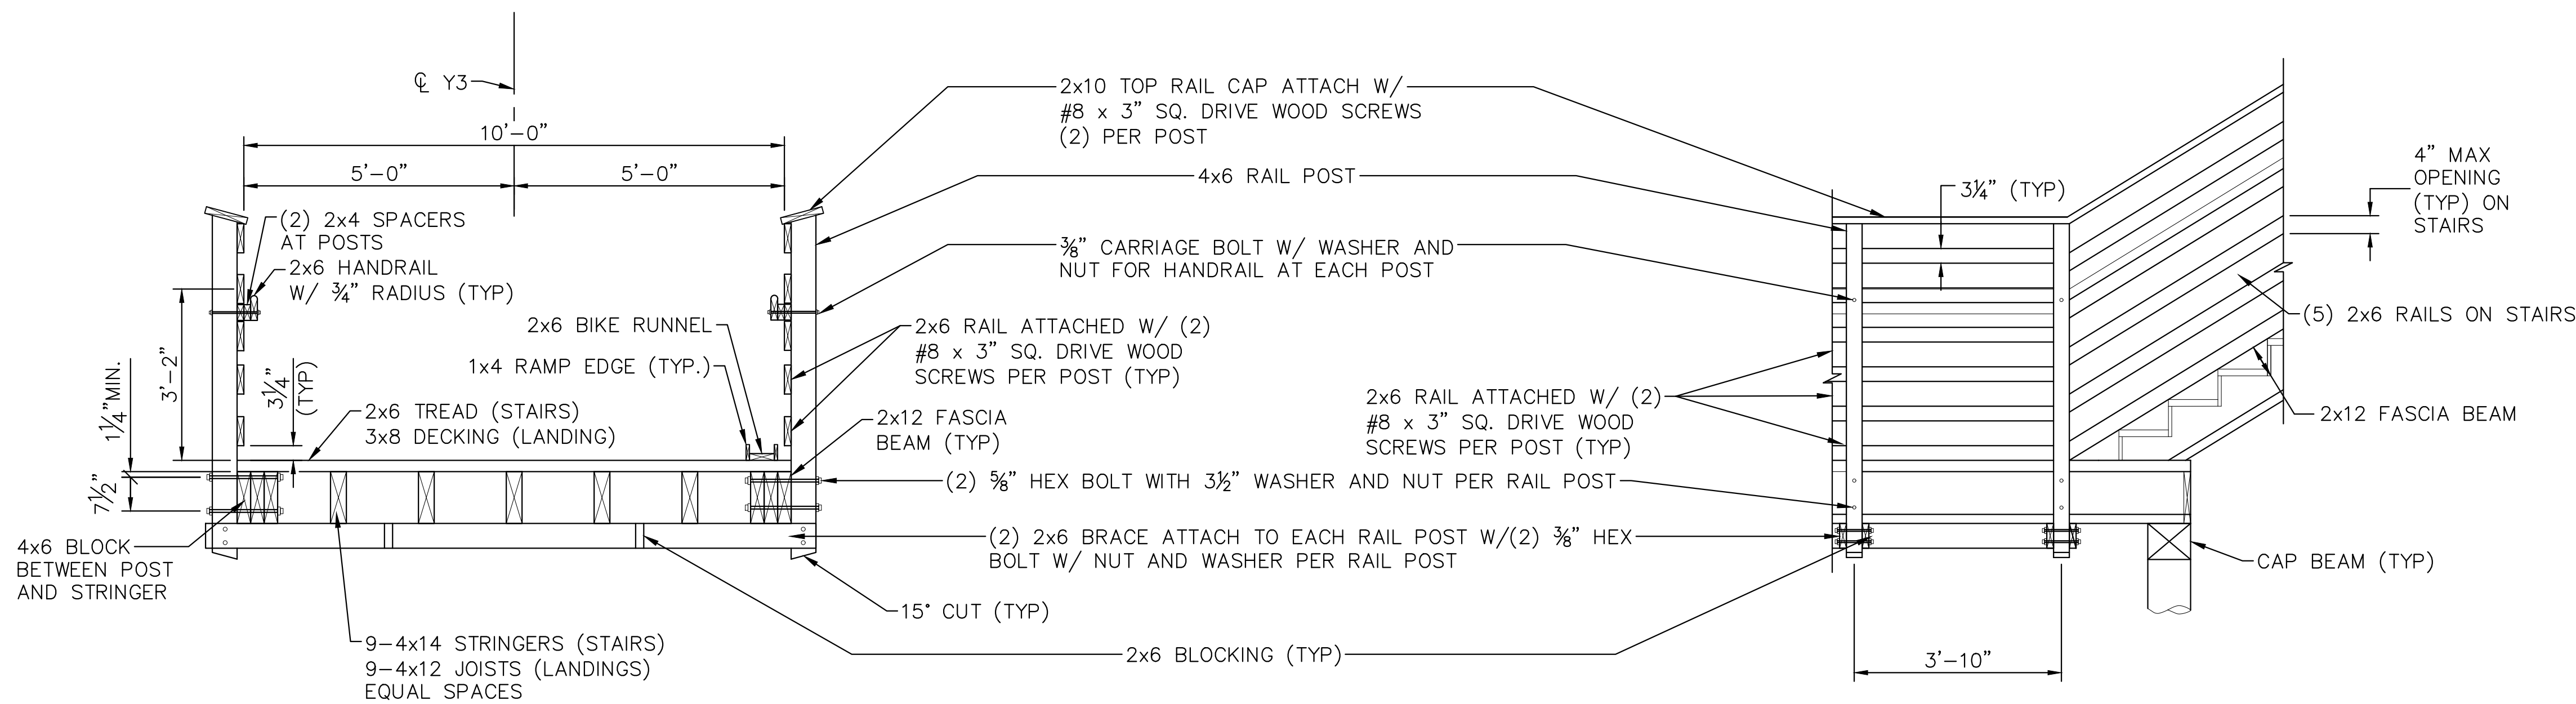 ℄ Y3
10'-0"
5'-0"
5'-0"
(2) 2x4 SPACERS
AT POSTS
2x6 HANDRAIL
W/ ¾" RADIUS (TYP)
2x6 BIKE RUNNEL
1x4 RAMP EDGE (TYP.)
3'-2"
3¼"
(TYP)
1¼"MIN.
7½"
2x6 TREAD (STAIRS)
3x8 DECKING (LANDING)
4x6 BLOCK
BETWEEN POST
AND STRINGER
9-4x14 STRINGERS (STAIRS)
9-4x12 JOISTS (LANDINGS)
EQUAL SPACES
2x10 TOP RAIL CAP ATTACH W/
#8 x 3" SQ. DRIVE WOOD SCREWS
(2) PER POST
4x6 RAIL POST
⅜" CARRIAGE BOLT W/ WASHER AND
NUT FOR HANDRAIL AT EACH POST
2x6 RAIL ATTACHED W/ (2)
#8 x 3" SQ. DRIVE WOOD
SCREWS PER POST (TYP)
2x12 FASCIA
BEAM (TYP)
(2) ⅝" HEX BOLT WITH 3½" WASHER AND NUT PER RAIL POST
(2) 2x6 BRACE ATTACH TO EACH RAIL POST W/(2) ⅜" HEX
BOLT W/ NUT AND WASHER PER RAIL POST
15° CUT (TYP)
2x6 BLOCKING (TYP)
2x6 RAIL ATTACHED W/ (2)
#8 x 3" SQ. DRIVE WOOD
SCREWS PER POST (TYP)
3¼" (TYP)
4" MAX
OPENING
(TYP) ON
STAIRS
(5) 2x6 RAILS ON STAIRS
2x12 FASCIA BEAM
CAP BEAM (TYP)
3'-10"